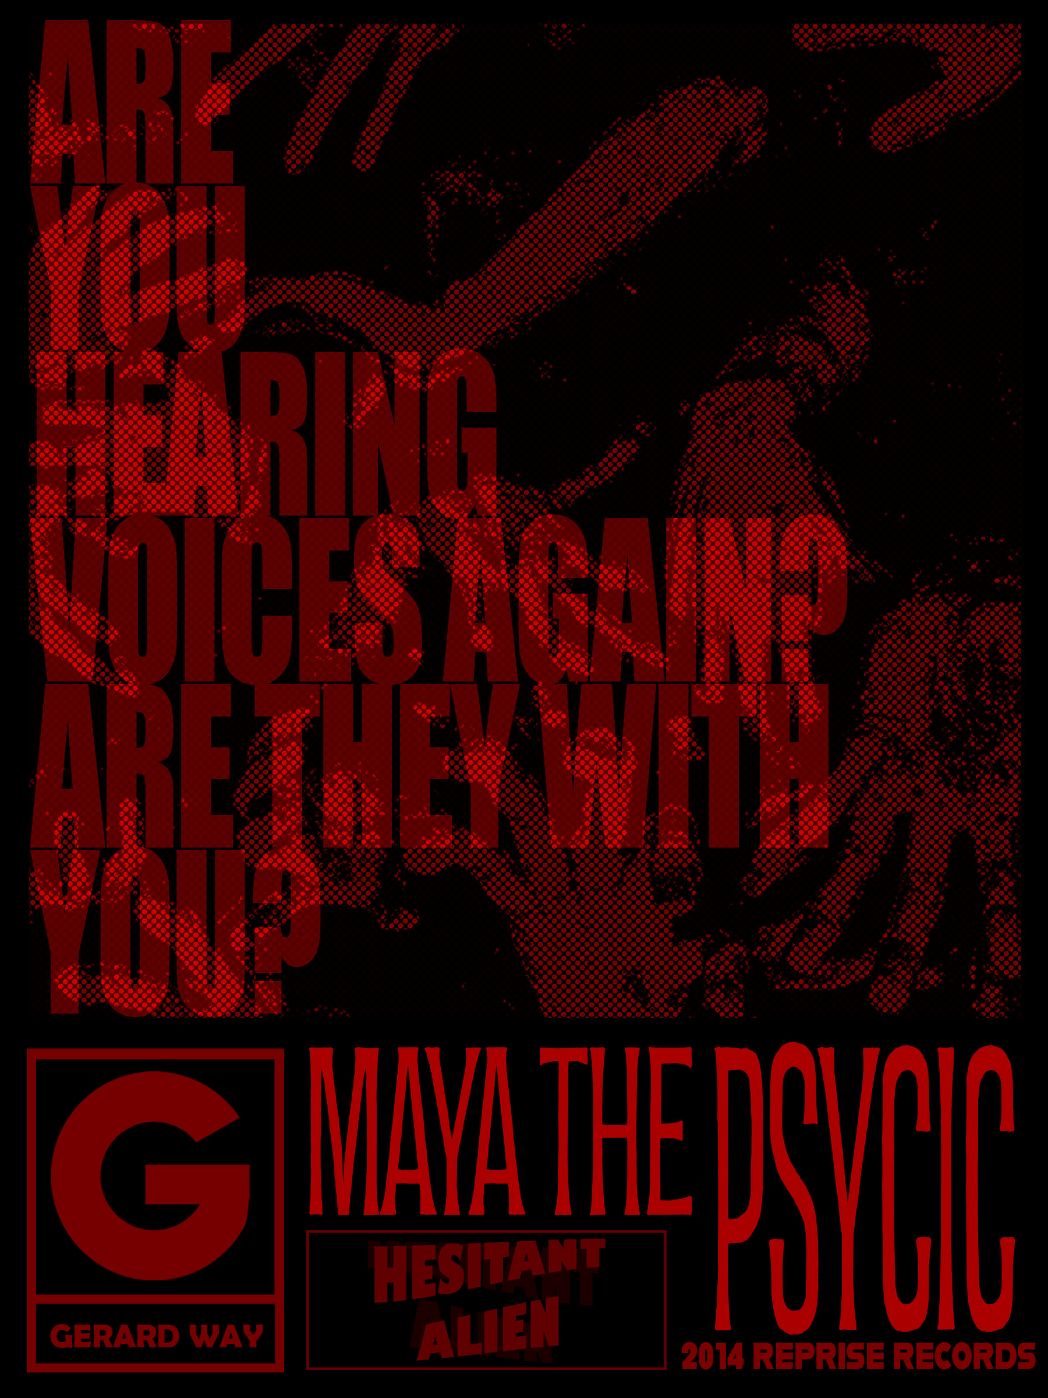 ARE
YOU
HEARING
VOICES AGAIN?
ARE THEY WITH
YOU?
G
GERARD WAY
MAYA THE PSYCIC
HESITANT
ALIEN
2014 REPRISE RECORDS